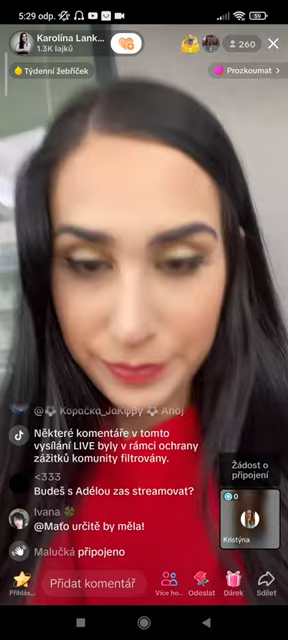 5:29 odp.
59
Karolína Lank...
1.3K lajků
260
Týdenní žebříček
Prozkoumat >
Ahoj
Některé komentáře v tomto
vysílání LIVE byly v rámci ochrany
zážitků komunity filtrovány.
<333
Budeš s Adélou zas streamovat?
Ivana
@Maťo určitě by měla!
Malučká připojeno
Žádost o
připojení
0
Kristýna
Přidat komentář
Přihlás...
Více ho...
Odeslat
Dárek
Sdílet